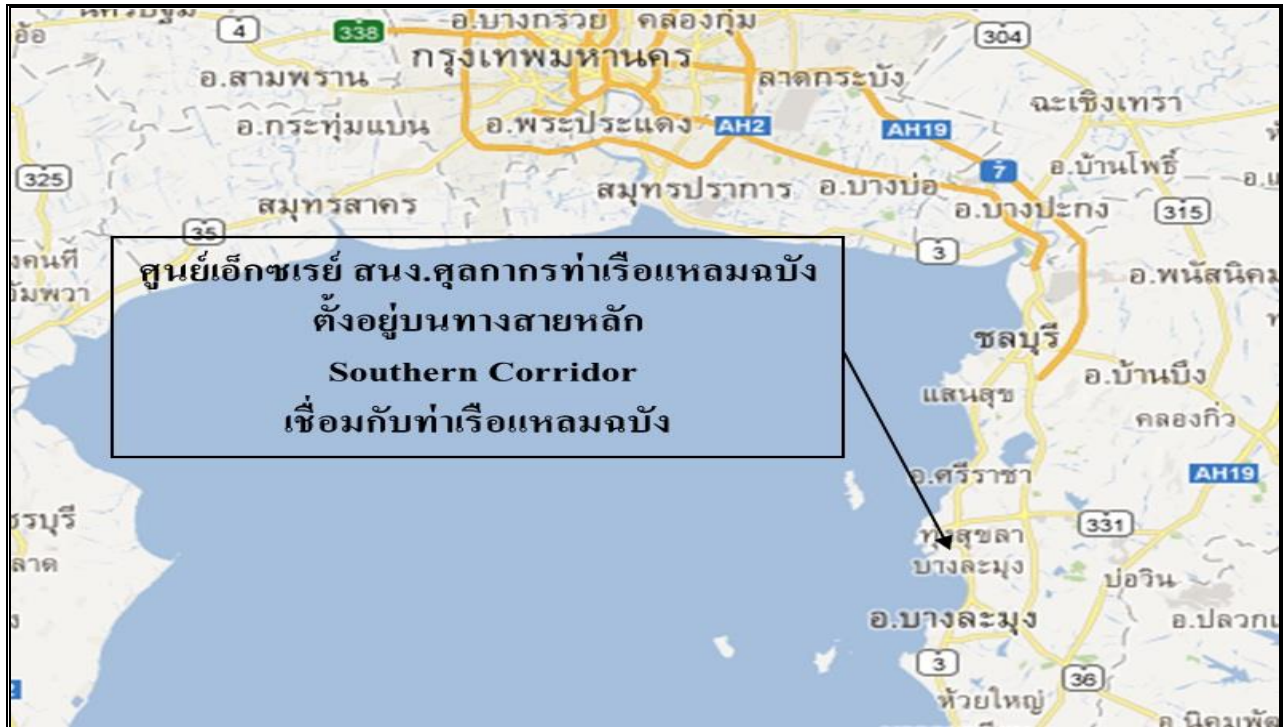 4
338
อ.บางกรวย
คลองกุ่ม
304
กรุงเทพมหานคร
อ.สามพราน
ลาดกระบัง
ฉะเชิงเทรา
อ.กระทุ่มแบน
อ.พระประแดง
AH2
AH19
325
7
อ.บ้านโพธิ์
สมุทรสาคร
สมุทรปราการ
อ.บางบ่อ
อ.บางปะกง
315
35
3
ศูนย์เอ็กซเรย์ สนง.ศุลกากรท่าเรือแหลมฉบัง
ตั้งอยู่บนทางสายหลัก
Southern Corridor
เชื่อมกับท่าเรือแหลมฉบัง
อ.พนัสนิคม
ชลบุรี
อ.บ้านบึง
แสนสุข
คลองกิ่ว
อ.ศรีราชา
AH19
331
ทุ่งสุขลา
บางละมุง
บ่อวิน
อ.บางละมุง
3
36
ห้วยใหญ่